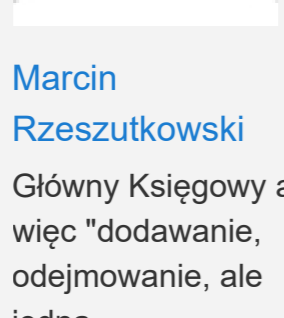 Marcin
Rzeszutkowski
Główny Księgowy a
więc "dodawanie,
odejmowanie, ale